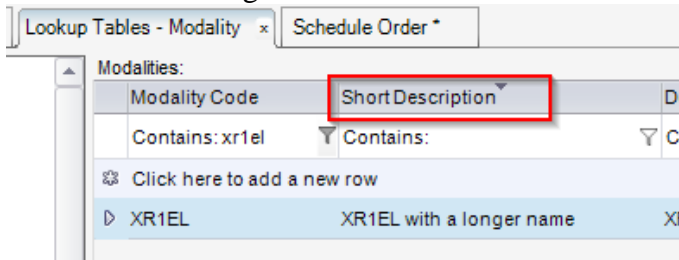 Lookup Tables - Modality × Schedule Order *
Modalities:
Modality Code Short Description
Contains: xr1el Contains:
Click here to add a new row
XR1EL XR1EL with a longer name